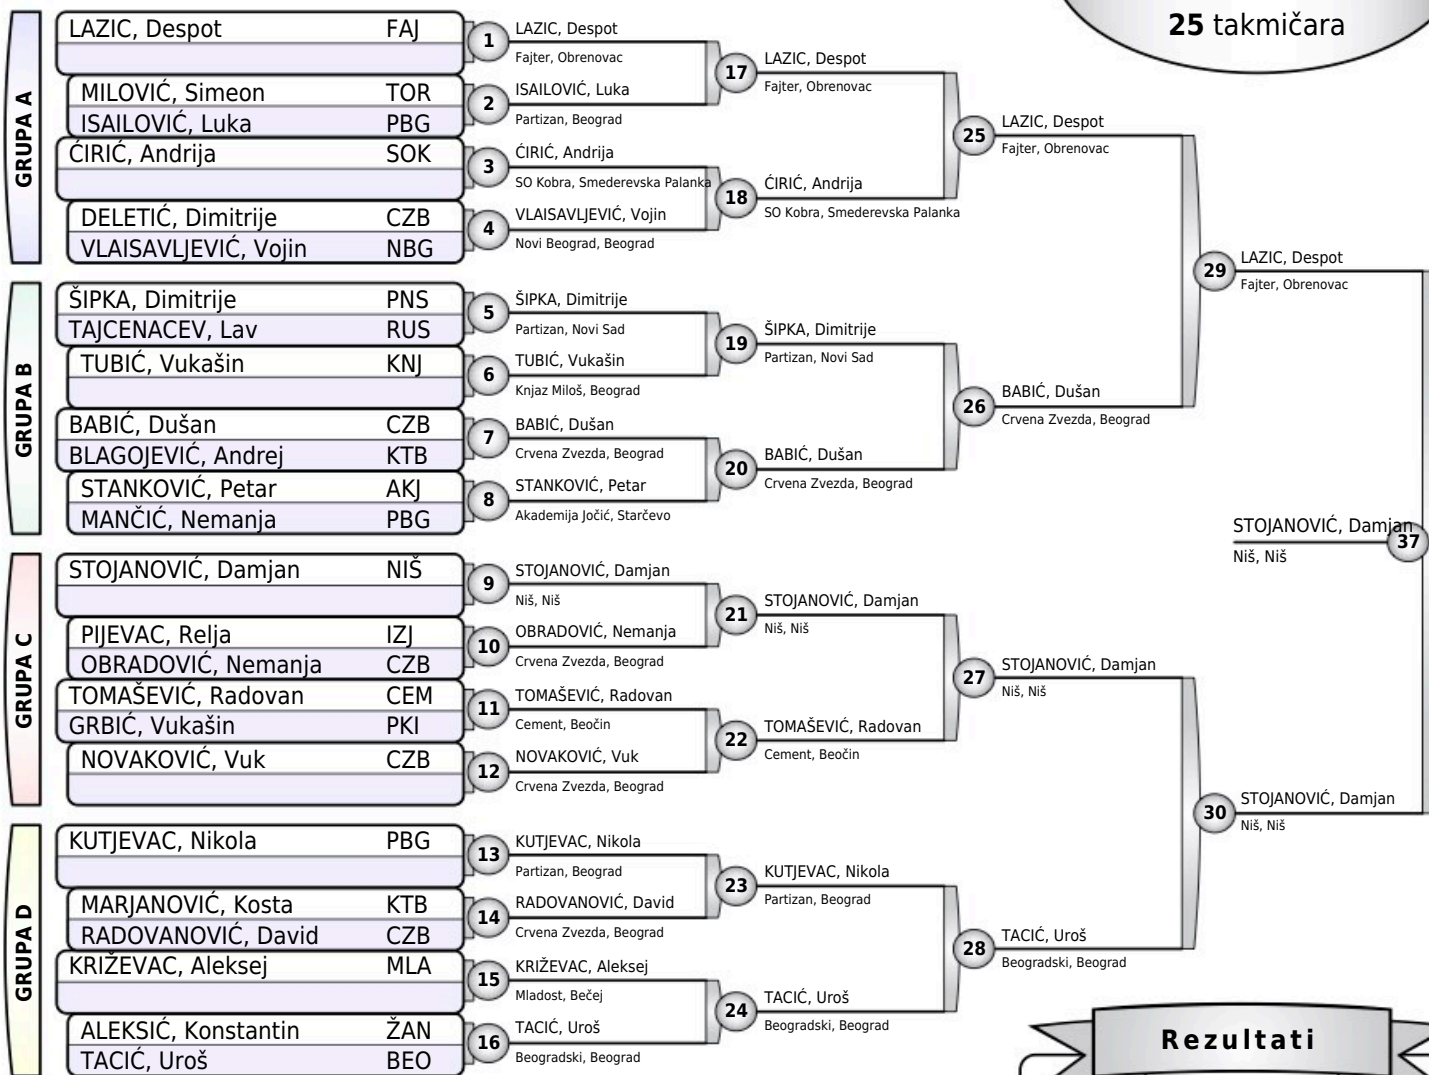 25 takmičara
GRUPA A
LAZIC, Despot FAJ
MILOVIĆ, Simeon TOR
ISAILOVIĆ, Luka PBG
ĆIRIĆ, Andrija SOK
DELETIĆ, Dimitrije CZB
VLAISAVLJEVIĆ, Vojin NBG
GRUPA B
ŠIPKA, Dimitrije PNS
TAJCENACEV, Lav RUS
TUBIĆ, Vukašin KNJ
BABIĆ, Dušan CZB
BLAGOJEVIĆ, Andrej KTB
STANKOVIĆ, Petar AKJ
MANČIĆ, Nemanja PBG
GRUPA C
STOJANOVIĆ, Damjan NIŠ
PIJEVAC, Relja IZJ
OBRADOVIĆ, Nemanja CZB
TOMAŠEVIĆ, Radovan CEM
GRBIĆ, Vukašin PKI
NOVAKOVIĆ, Vuk CZB
GRUPA D
KUTJEVAC, Nikola PBG
MARJANOVIĆ, Kosta KTB
RADOVANOVIĆ, David CZB
KRIŽEVAC, Aleksej MLA
ALEKSIĆ, Konstantin ŽAN
TACIĆ, Uroš BEO
1 LAZIC, Despot
Fajter, Obrenovac
2 ISAILOVIĆ, Luka
Partizan, Beograd
3 ĆIRIĆ, Andrija
SO Kobra, Smederevska Palanka
4 VLAISAVLJEVIĆ, Vojin
Novi Beograd, Beograd
5 ŠIPKA, Dimitrije
Partizan, Novi Sad
6 TUBIĆ, Vukašin
Knjaz Miloš, Beograd
7 BABIĆ, Dušan
Crvena Zvezda, Beograd
8 STANKOVIĆ, Petar
Akademija Jočić, Starčevo
9 STOJANOVIĆ, Damjan
Niš, Niš
10 OBRADOVIĆ, Nemanja
Crvena Zvezda, Beograd
11 TOMAŠEVIĆ, Radovan
Cement, Beočin
12 NOVAKOVIĆ, Vuk
Crvena Zvezda, Beograd
13 KUTJEVAC, Nikola
Partizan, Beograd
14 RADOVANOVIĆ, David
Crvena Zvezda, Beograd
15 KRIŽEVAC, Aleksej
Mladost, Bečej
16 TACIĆ, Uroš
Beogradski, Beograd
17 LAZIC, Despot
Fajter, Obrenovac
18 ĆIRIĆ, Andrija
SO Kobra, Smederevska Palanka
19 ŠIPKA, Dimitrije
Partizan, Novi Sad
20 BABIĆ, Dušan
Crvena Zvezda, Beograd
21 STOJANOVIĆ, Damjan
Niš, Niš
22 TOMAŠEVIĆ, Radovan
Cement, Beočin
23 KUTJEVAC, Nikola
Partizan, Beograd
24 TACIĆ, Uroš
Beogradski, Beograd
25 LAZIC, Despot
Fajter, Obrenovac
26 BABIĆ, Dušan
Crvena Zvezda, Beograd
27 STOJANOVIĆ, Damjan
Niš, Niš
28 TACIĆ, Uroš
Beogradski, Beograd
29 LAZIC, Despot
Fajter, Obrenovac
30 STOJANOVIĆ, Damjan
Niš, Niš
STOJANOVIĆ, Damjan 37
Niš, Niš
Rezultati